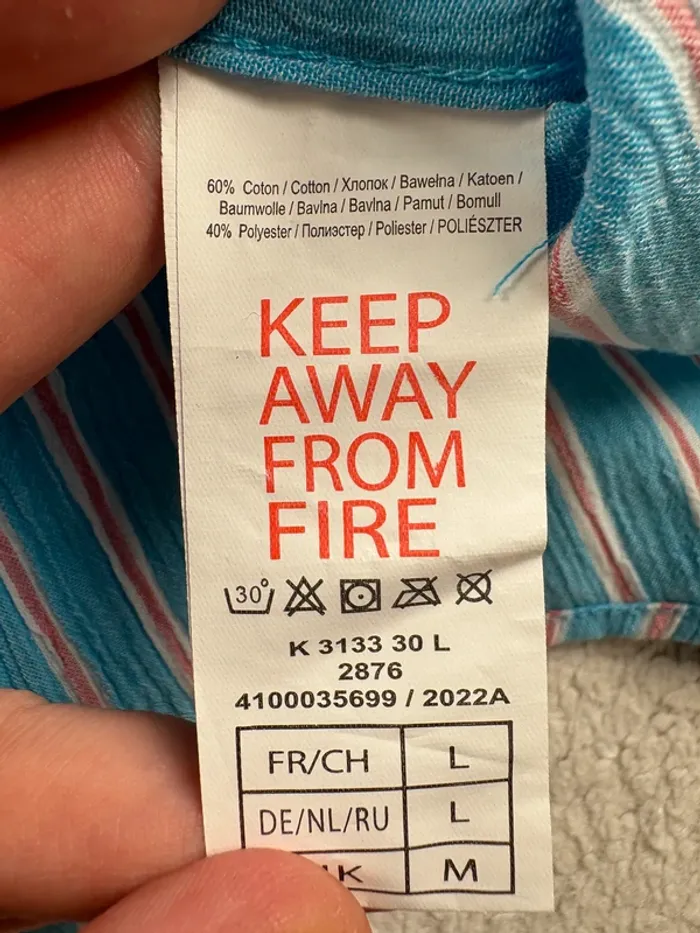 60% Coton / Cotton / Хлопок / Bawełna / Katoen /
Baumwolle / Bavlna / Bavlna / Pamut / Bomull
40% Polyester / Полиэстер / Poliester / POLIÉSZTER
KEEP
AWAY
FROM
FIRE
30°
K 3133 30 L
2876
4100035699 / 2022A
FR/CH L
DE/NL/RU L
M